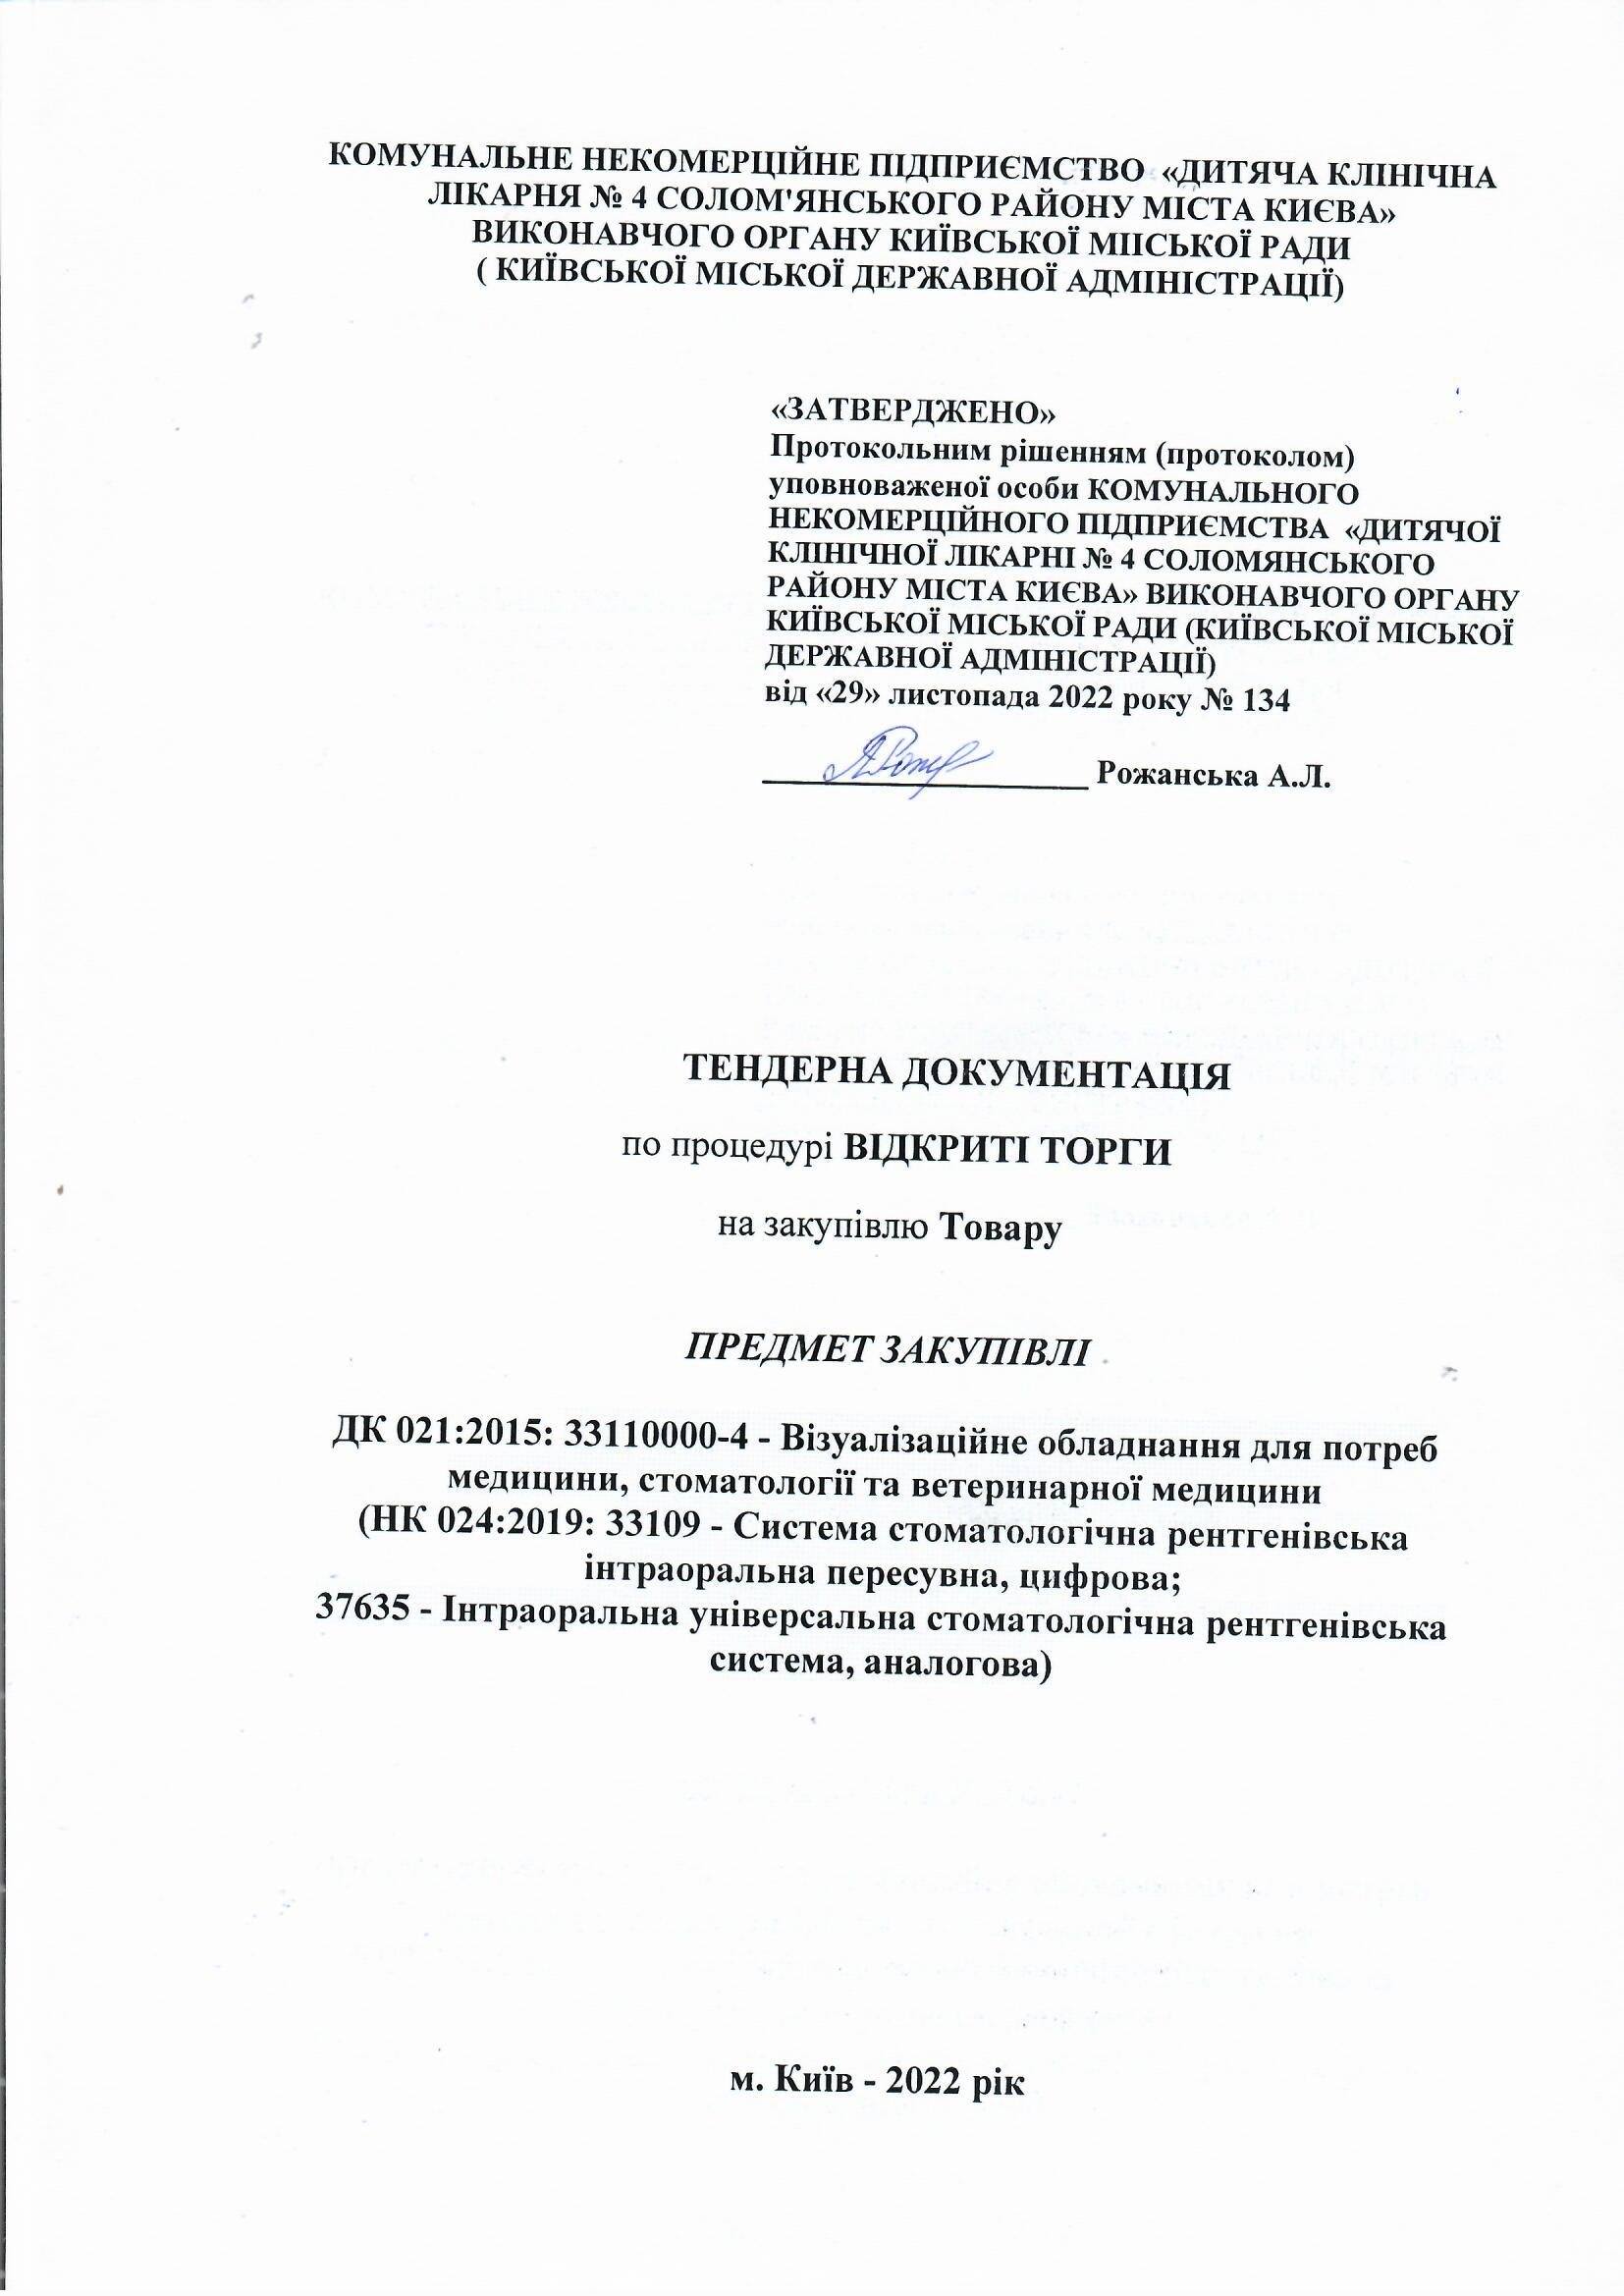 КОМУНАЛЬНЕ НЕКОМЕРЦІЙНЕ ПІДПРИЄМСТВО «ДИТЯЧА КЛІНІЧНА
ЛІКАРНЯ № 4 СОЛОМ'ЯНСЬКОГО РАЙОНУ МІСТА КИЄВА»
ВИКОНАВЧОГО ОРГАНУ КИЇВСЬКОЇ МІІСЬКОЇ РАДИ
( КИЇВСЬКОЇ МІСЬКОЇ ДЕРЖАВНОЇ АДМІНІСТРАЦІЇ)
«ЗАТВЕРДЖЕНО»
Протокольним рішенням (протоколом)
уповноваженої особи КОМУНАЛЬНОГО
НЕКОМЕРЦІЙНОГО ПІДПРИЄМСТВА «ДИТЯЧОЇ
КЛІНІЧНОЇ ЛІКАРНІ № 4 СОЛОМЯНСЬКОГО
РАЙОНУ МІСТА КИЄВА» ВИКОНАВЧОГО ОРГАНУ
КИЇВСЬКОЇ МІСЬКОЇ РАДИ (КИЇВСЬКОЇ МІСЬКОЇ
ДЕРЖАВНОЇ АДМІНІСТРАЦІЇ)
від «29» листопада 2022 року № 134
Рожанська А.Л.
ТЕНДЕРНА ДОКУМЕНТАЦІЯ
по процедурі ВІДКРИТІ ТОРГИ
на закупівлю Товару
ПРЕДМЕТ ЗАКУПІВЛІ
ДК 021:2015: 33110000-4 - Візуалізаційне обладнання для потреб
медицини, стоматології та ветеринарної медицини
(НК 024:2019: 33109 - Система стоматологічна рентгенівська
інтраоральна пересувна, цифрова;
37635 - Інтраоральна універсальна стоматологічна рентгенівська
система, аналогова)
м. Київ - 2022 рік